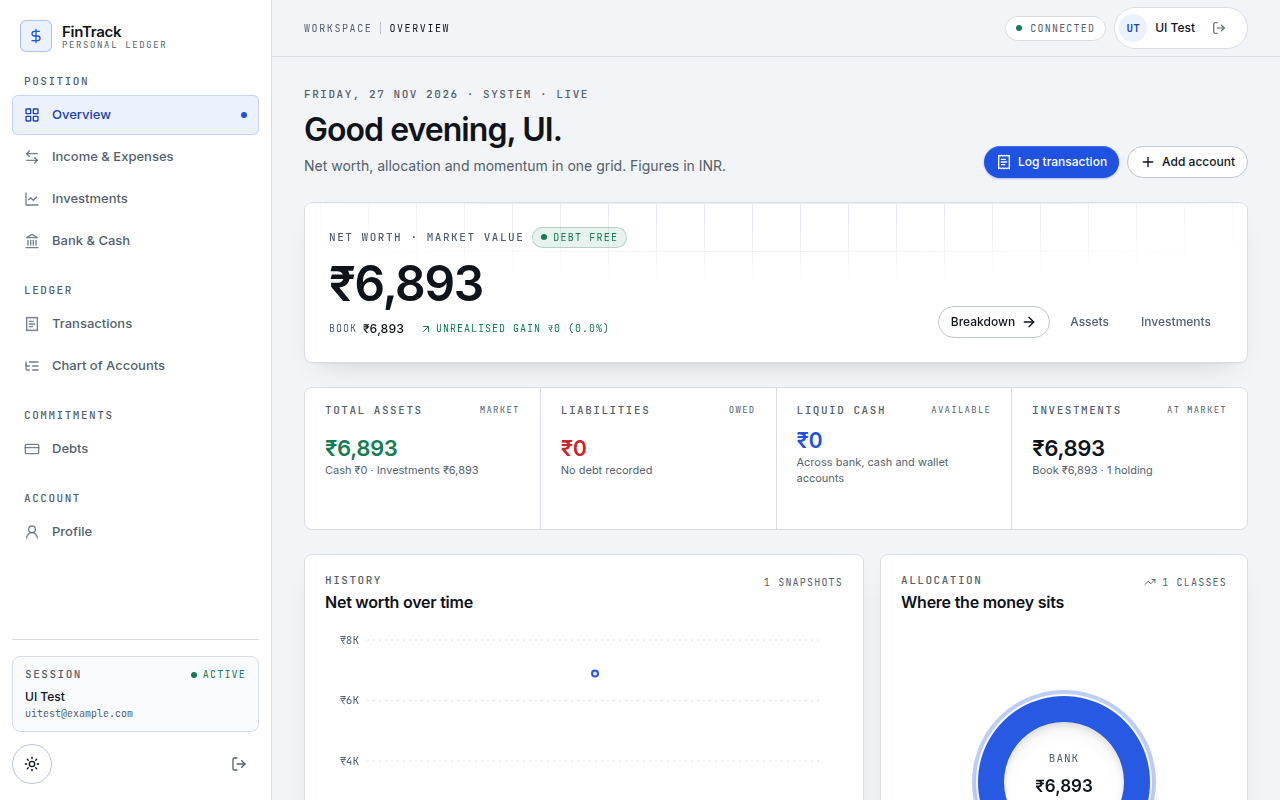 FinTrack
PERSONAL LEDGER
POSITION
Overview
Income & Expenses
Investments
Bank & Cash
LEDGER
Transactions
Chart of Accounts
COMMITMENTS
Debts
ACCOUNT
Profile
SESSION
ACTIVE
UI Test
uitest@example.com
WORKSPACE | OVERVIEW
CONNECTED
UT UI Test
FRIDAY, 27 NOV 2026 · SYSTEM · LIVE
Good evening, UI.
Net worth, allocation and momentum in one grid. Figures in INR.
Log transaction
Add account
NET WORTH · MARKET VALUE
DEBT FREE
₹6,893
BOOK ₹6,893
UNREALISED GAIN ₹0 (0.0%)
Breakdown
Assets
Investments
TOTAL ASSETS
MARKET
₹6,893
Cash ₹0 · Investments ₹6,893
LIABILITIES
OWED
₹0
No debt recorded
LIQUID CASH
AVAILABLE
₹0
Across bank, cash and wallet
accounts
INVESTMENTS
AT MARKET
₹6,893
Book ₹6,893 · 1 holding
HISTORY
1 SNAPSHOTS
Net worth over time
₹8K
₹6K
₹4K
ALLOCATION
1 CLASSES
Where the money sits
BANK
₹6,893